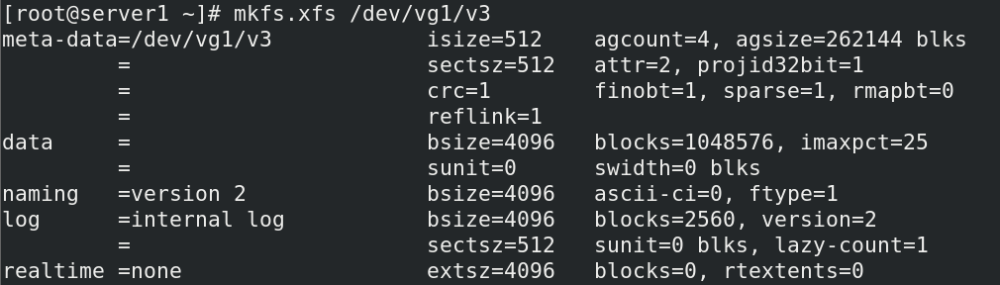 [root@server1 ~]# mkfs.xfs /dev/vg1/v3
meta-data=/dev/vg1/v3            isize=512    agcount=4, agsize=262144 blks
         =                       sectsz=512   attr=2, projid32bit=1
         =                       crc=1        finobt=1, sparse=1, rmapbt=0
         =                       reflink=1
data     =                       bsize=4096   blocks=1048576, imaxpct=25
         =                       sunit=0      swidth=0 blks
naming   =version 2              bsize=4096   ascii-ci=0, ftype=1
log      =internal log           bsize=4096   blocks=2560, version=2
         =                       sectsz=512   sunit=0 blks, lazy-count=1
realtime =none                   extsz=4096   blocks=0, rtextents=0